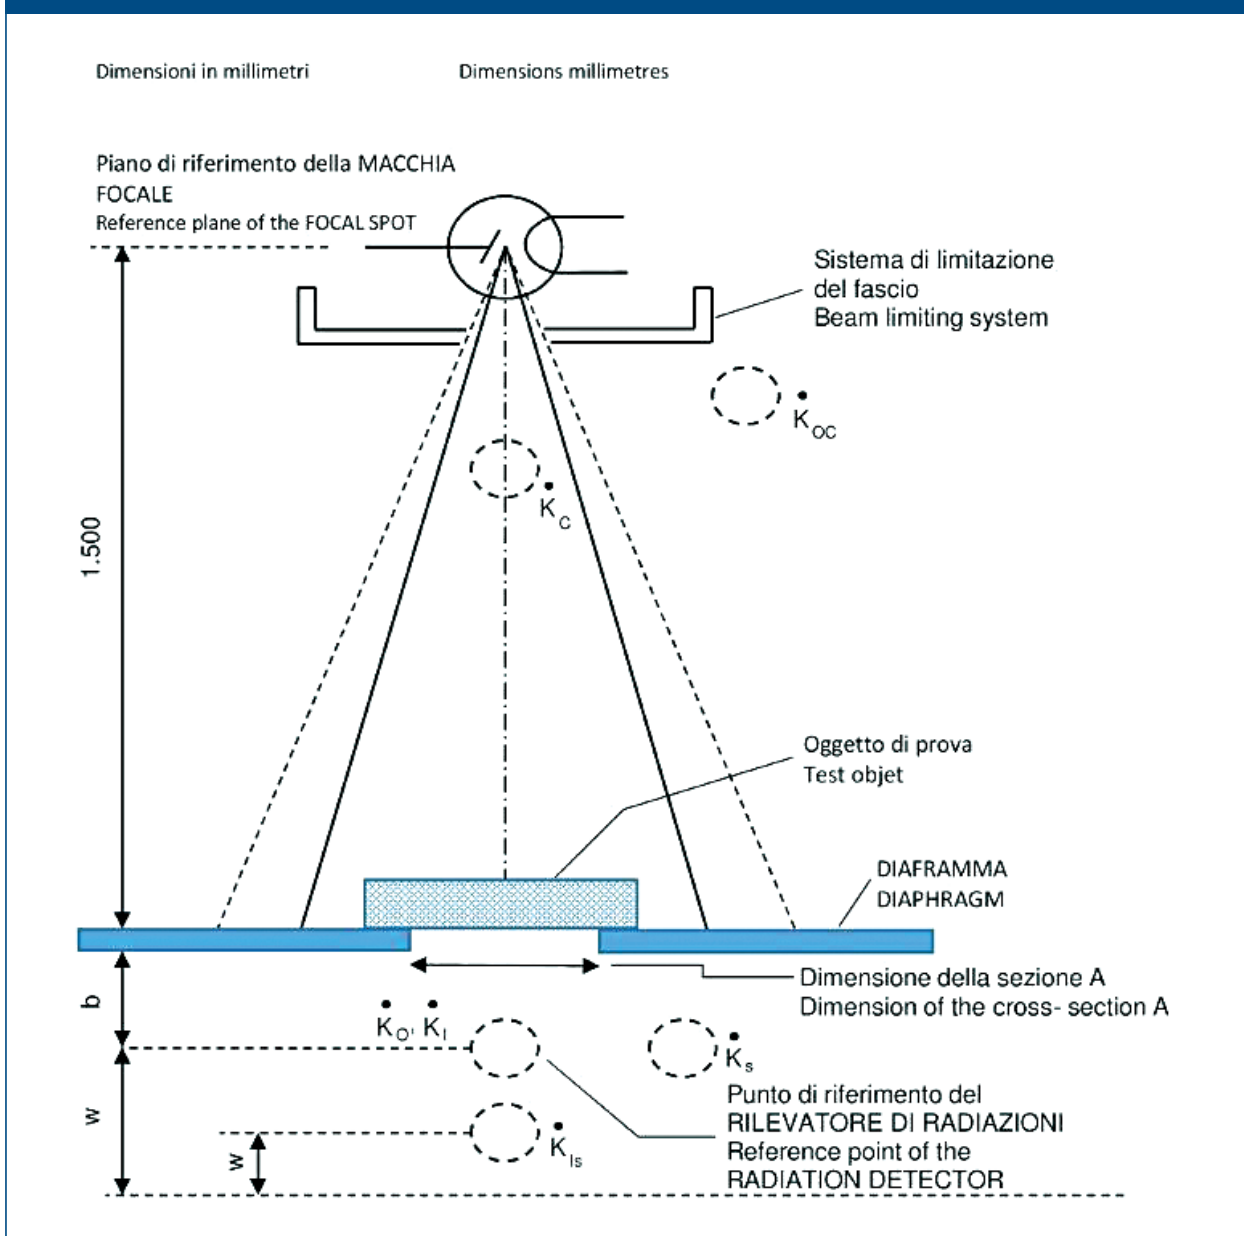 Dimensioni in millimetri
Dimensions millimetres
Piano di riferimento della MACCHIA
FOCALE
Reference plane of the FOCAL SPOT
Sistema di limitazione
del fascio
Beam limiting system
K̇OC
K̇C
1.500
Oggetto di prova
Test objet
DIAFRAMMA
DIAPHRAGM
Dimensione della sezione A
Dimension of the cross- section A
b
K̇O, K̇I
K̇s
Punto di riferimento del
RILEVATORE DI RADIAZIONI
Reference point of the
RADIATION DETECTOR
w
K̇Is
w